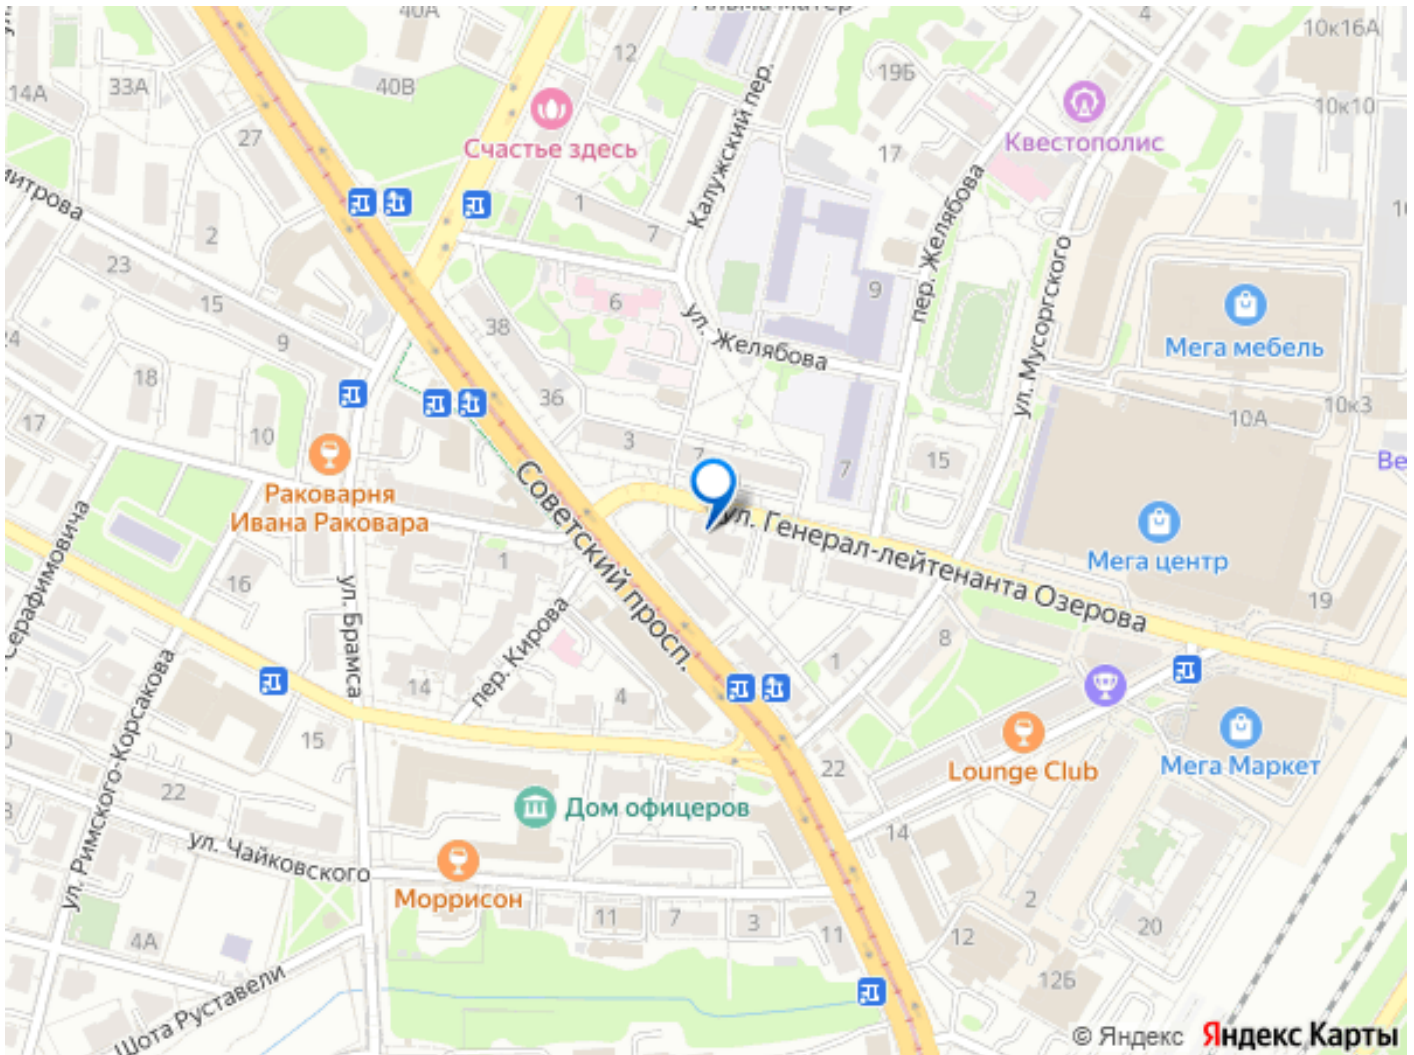 40А
10к16А
4
12
19Б
33А
40В
14А
10к10
27
Счастье здесь
Калужский пер.
Квестополис
17
пер. Желябова
1
7
2
23
15
6
9
ул. Мусоргского
38
ул. Желябова
9
Мега мебель
18
36
10А
10к3
17
10
3
7
7
15
Раковарня
Ивана Раковара
Советский просп.
ул. Генерал-лейтенанта Озерова
Мега центр
Серафимовича
16
ул. Брамса
1
пер. Кирова
19
8
1
14
4
ул. Римского-Корсакова
15
22
22
Lounge Club
Мега Маркет
Дом офицеров
14
ул. Чайковского
Моррисон
11
7
3
11
2
20
12
4А
12Б
Шота Руставели
© Яндекс Яндекс Карты